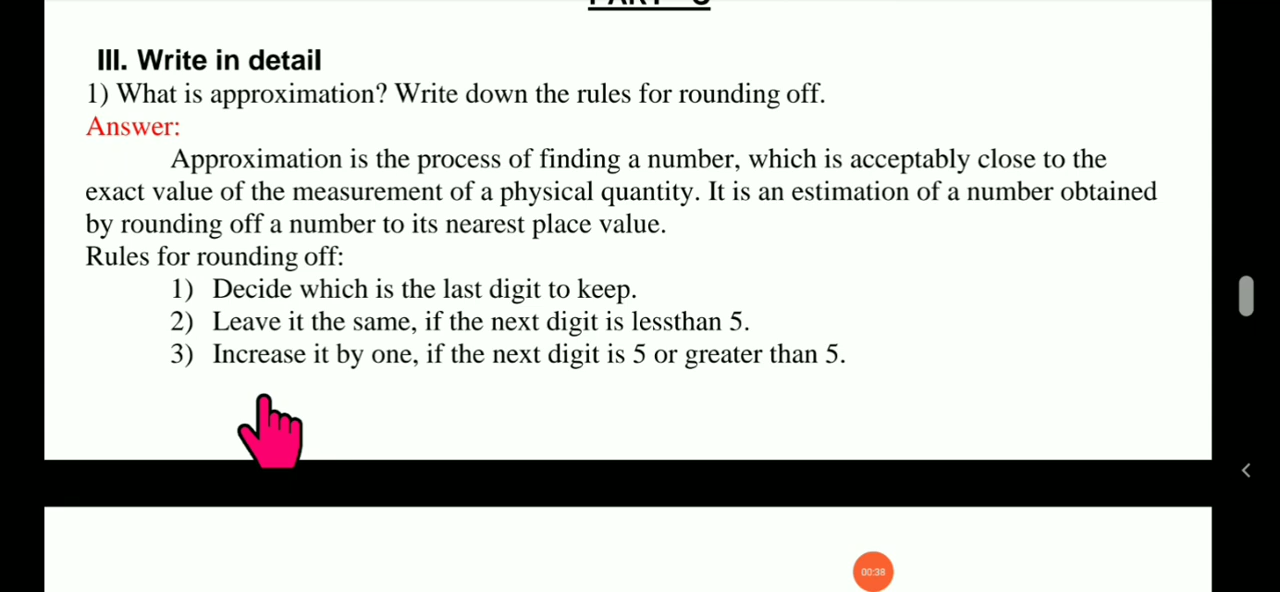 III. Write in detail
1) What is approximation? Write down the rules for rounding off.
Answer:
Approximation is the process of finding a number, which is acceptably close to the
exact value of the measurement of a physical quantity. It is an estimation of a number obtained
by rounding off a number to its nearest place value.
Rules for rounding off:
1) Decide which is the last digit to keep.
2) Leave it the same, if the next digit is lessthan 5.
3) Increase it by one, if the next digit is 5 or greater than 5.
00:38